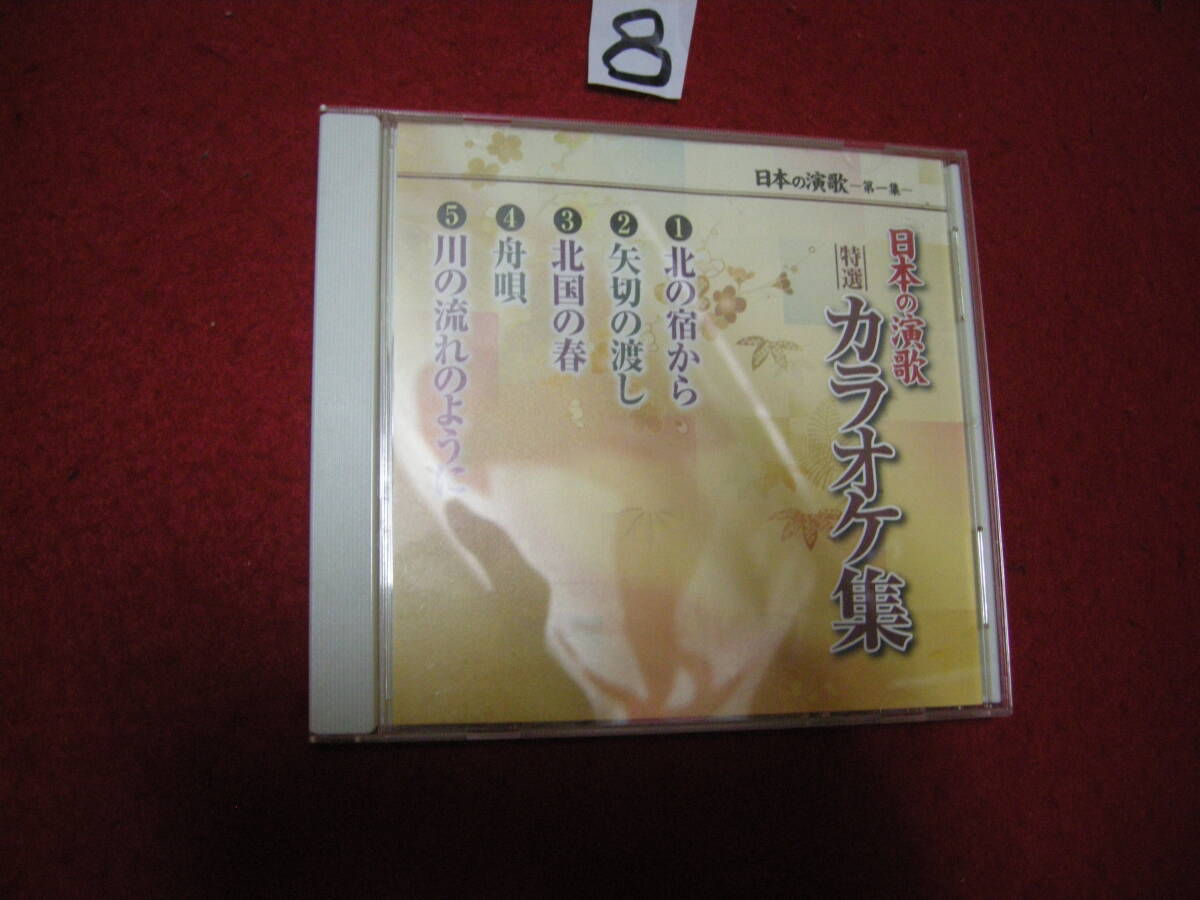 8
日本の演歌―第一集―
日本の演歌
特選
カラオケ集
❶北の宿から
❷矢切の渡し
❸北国の春
❹舟唄
❺川の流れのように